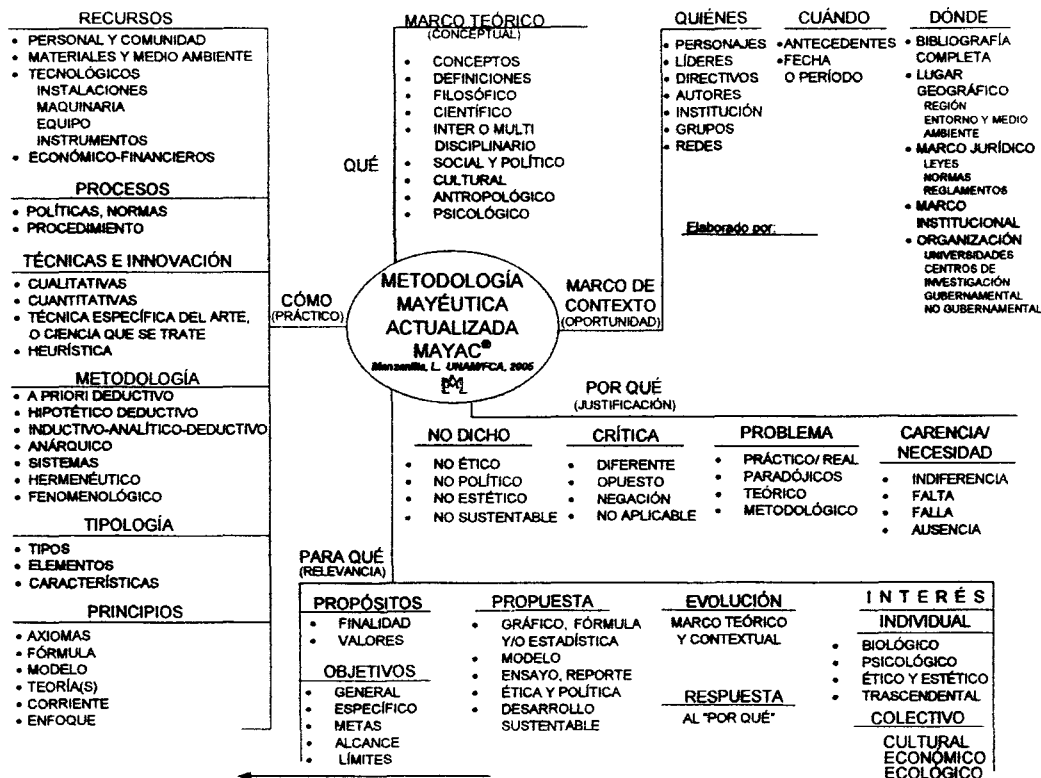 RECURSOS
• PERSONAL Y COMUNIDAD
• MATERIALES Y MEDIO AMBIENTE
• TECNOLÓGICOS
INSTALACIONES
MAQUINARIA
EQUIPO
INSTRUMENTOS
• ECONÓMICO-FINANCIEROS
PROCESOS
• POLÍTICAS, NORMAS
• PROCEDIMIENTO
TÉCNICAS E INNOVACIÓN
• CUALITATIVAS
• CUANTITATIVAS
• TÉCNICA ESPECÍFICA DEL ARTE,
O CIENCIA QUE SE TRATE
• HEURÍSTICA
METODOLOGÍA
• A PRIORI DEDUCTIVO
• HIPOTÉTICO DEDUCTIVO
• INDUCTIVO-ANALÍTICO-DEDUCTIVO
• ANÁRQUICO
• SISTEMAS
• HERMENÉUTICO
• FENOMENOLÓGICO
TIPOLOGÍA
• TIPOS
• ELEMENTOS
• CARACTERÍSTICAS
PRINCIPIOS
• AXIOMAS
• FÓRMULA
• MODELO
• TEORÍA(S)
• CORRIENTE
• ENFOQUE
CÓMO
(PRÁCTICO)
QUÉ
MARCO TEÓRICO
(CONCEPTUAL)
• CONCEPTOS
• DEFINICIONES
• FILOSÓFICO
• CIENTÍFICO
• INTER O MULTI
DISCIPLINARIO
• SOCIAL Y POLÍTICO
• CULTURAL
• ANTROPOLÓGICO
• PSICOLÓGICO
METODOLOGÍA
MAYÉUTICA
ACTUALIZADA
MAYAC®
Manzanilla, L. UNAM/FCA, 2005
MARCO DE
CONTEXTO
(OPORTUNIDAD)
QUIÉNES
• PERSONAJES
• LÍDERES
• DIRECTIVOS
• AUTORES
• INSTITUCIÓN
• GRUPOS
• REDES
CUÁNDO
• ANTECEDENTES
• FECHA
O PERÍODO
DÓNDE
• BIBLIOGRAFÍA
COMPLETA
• LUGAR
GEOGRÁFICO
REGIÓN
ENTORNO Y MEDIO
AMBIENTE
• MARCO JURÍDICO
LEYES
NORMAS
REGLAMENTOS
• MARCO
INSTITUCIONAL
• ORGANIZACIÓN
UNIVERSIDADES
CENTROS DE
INVESTIGACIÓN
GUBERNAMENTAL
NO GUBERNAMENTAL
Elaborado por:
POR QUÉ
(JUSTIFICACIÓN)
NO DICHO
• NO ÉTICO
• NO POLÍTICO
• NO ESTÉTICO
• NO SUSTENTABLE
CRÍTICA
• DIFERENTE
• OPUESTO
• NEGACIÓN
• NO APLICABLE
PROBLEMA
• PRÁCTICO/ REAL
• PARADÓJICOS
• TEÓRICO
• METODOLÓGICO
CARENCIA/
NECESIDAD
• INDIFERENCIA
• FALTA
• FALLA
• AUSENCIA
PARA QUÉ
(RELEVANCIA)
PROPÓSITOS
• FINALIDAD
• VALORES
OBJETIVOS
• GENERAL
• ESPECÍFICO
• METAS
• ALCANCE
• LÍMITES
PROPUESTA
• GRÁFICO, FÓRMULA
Y/O ESTADÍSTICA
• MODELO
• ENSAYO, REPORTE
• ÉTICA Y POLÍTICA
• DESARROLLO
SUSTENTABLE
EVOLUCIÓN
MARCO TEÓRICO
Y CONTEXTUAL
RESPUESTA
AL "POR QUÉ"
INTERÉS
INDIVIDUAL
• BIOLÓGICO
• PSICOLÓGICO
• ÉTICO Y ESTÉTICO
• TRASCENDENTAL
COLECTIVO
CULTURAL
ECONÓMICO
ECOLÓGICO